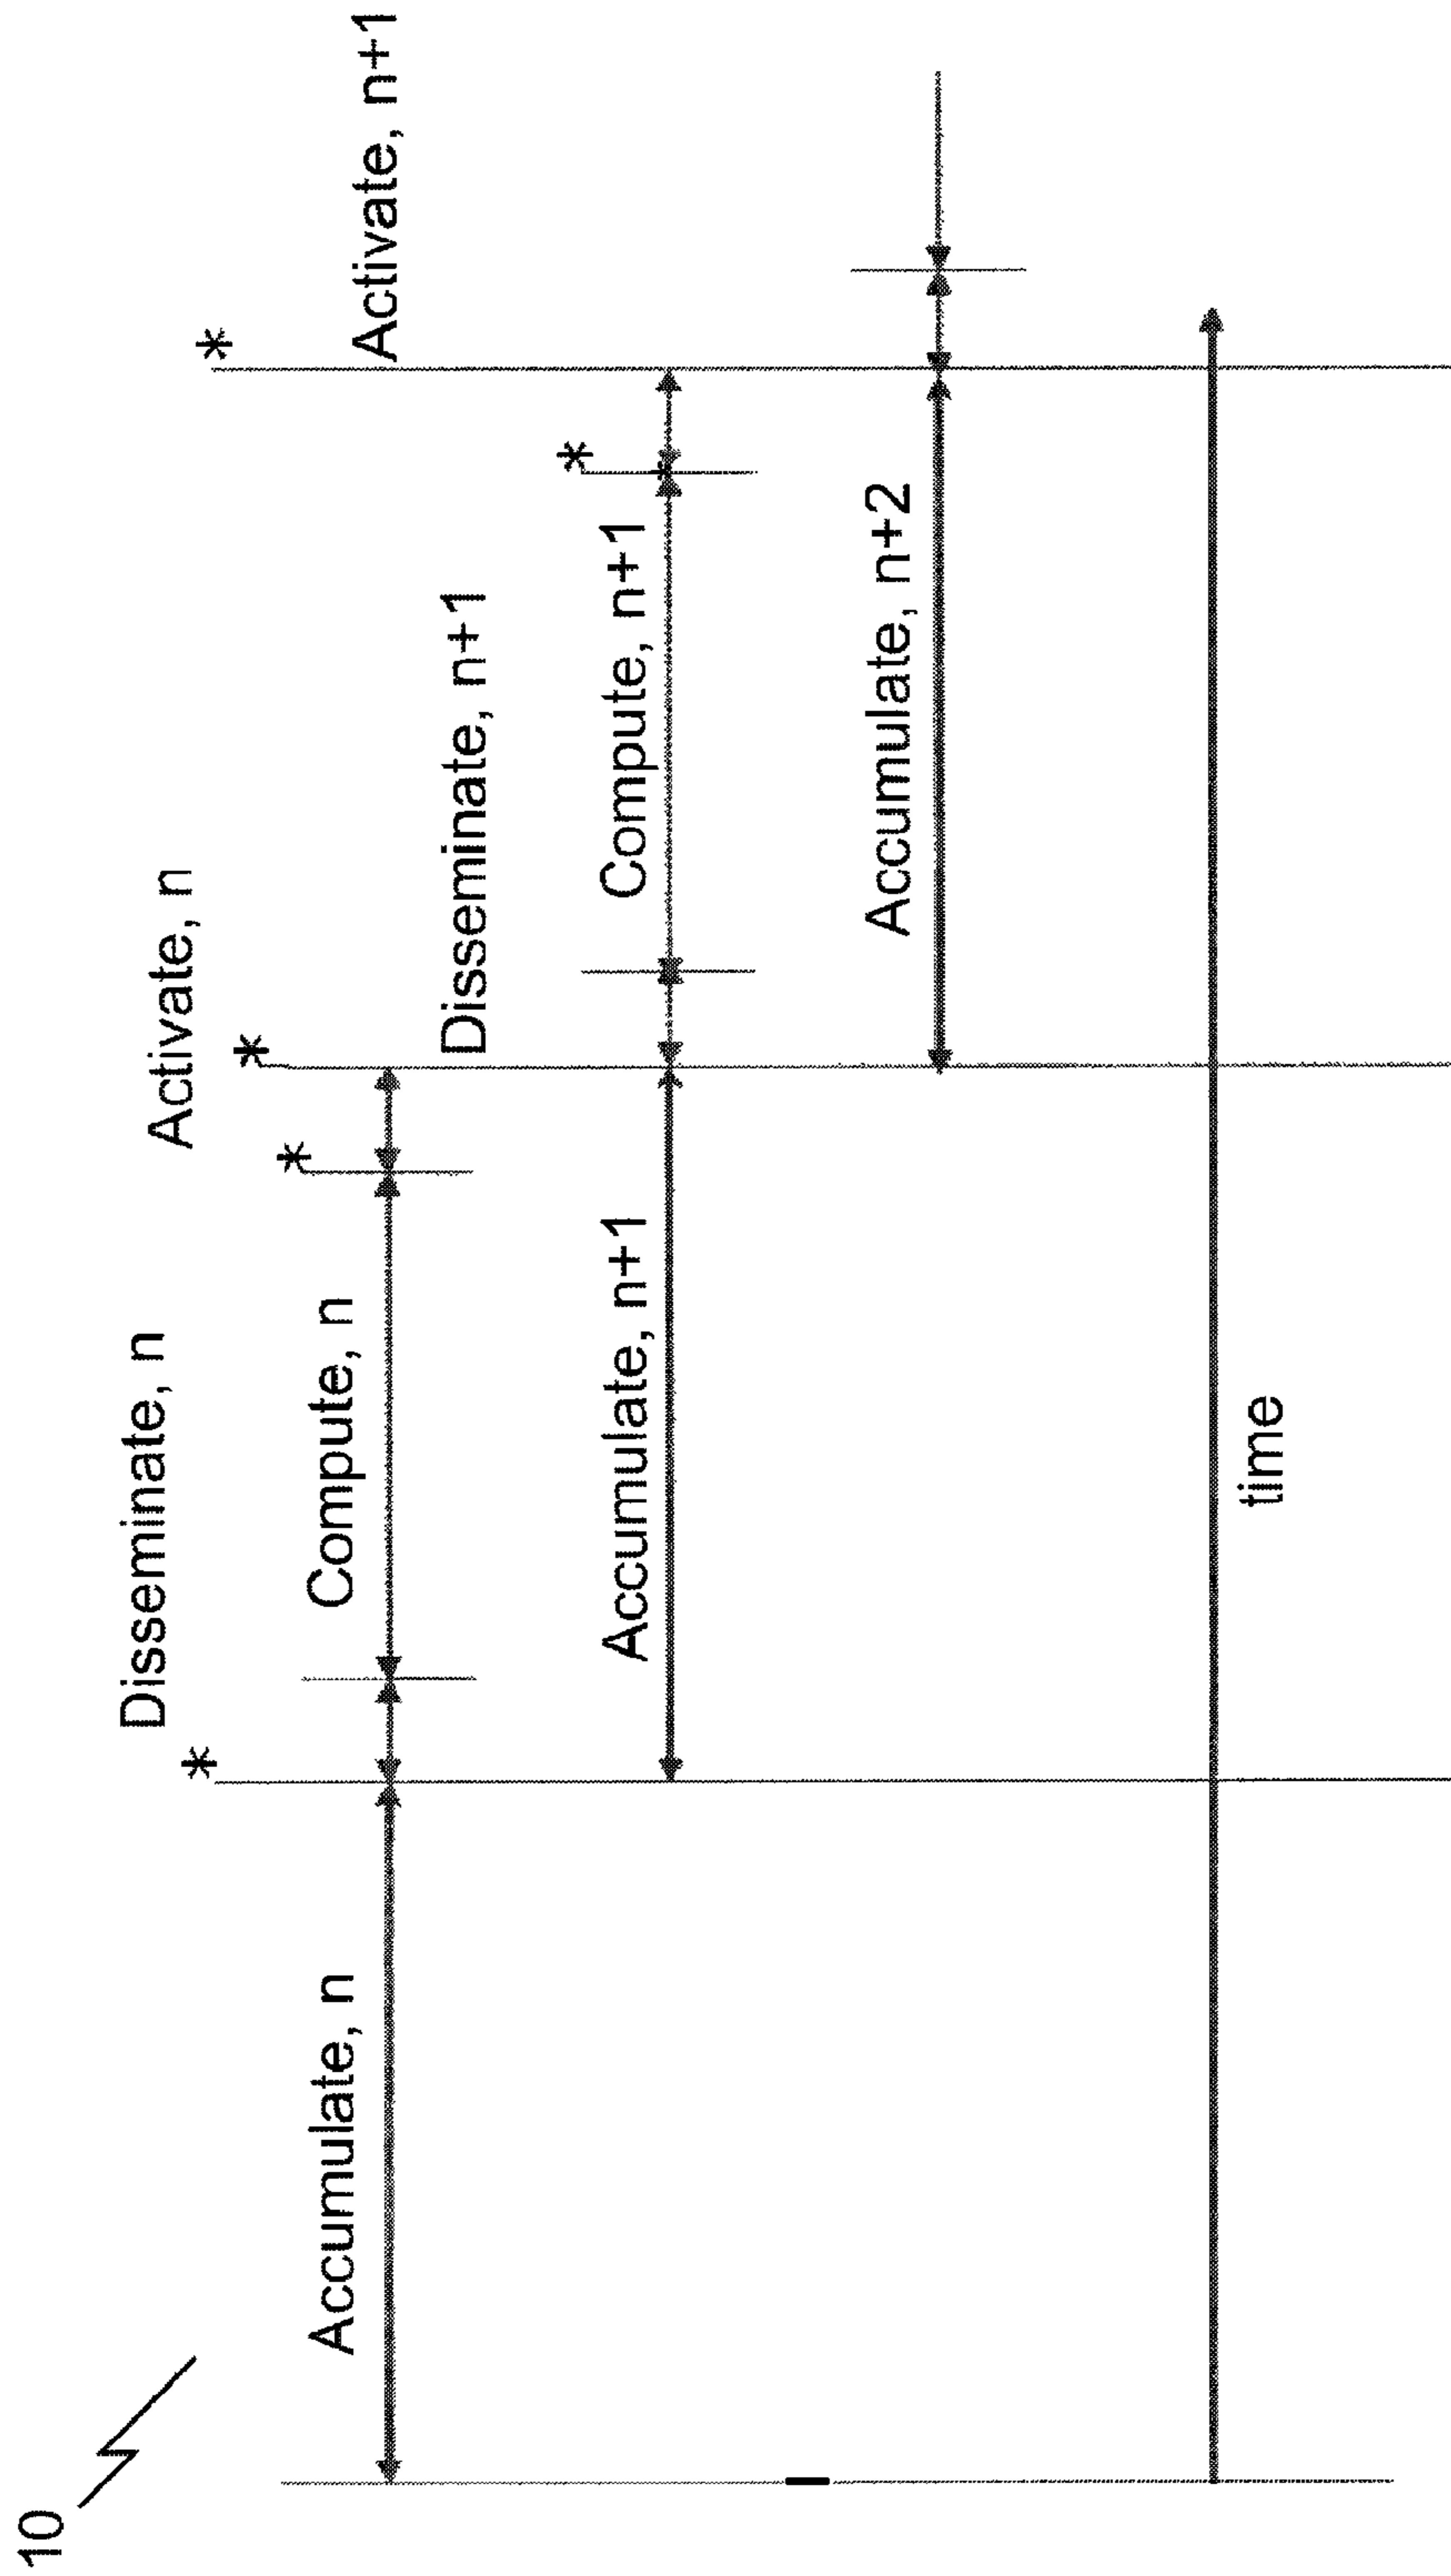 10
Disseminate, n
Activate, n
Activate, n+1
Accumulate, n
Compute, n
Disseminate, n+1
*
*
*
*
*
Accumulate, n+1
Compute, n+1
Accumulate, n+2
time